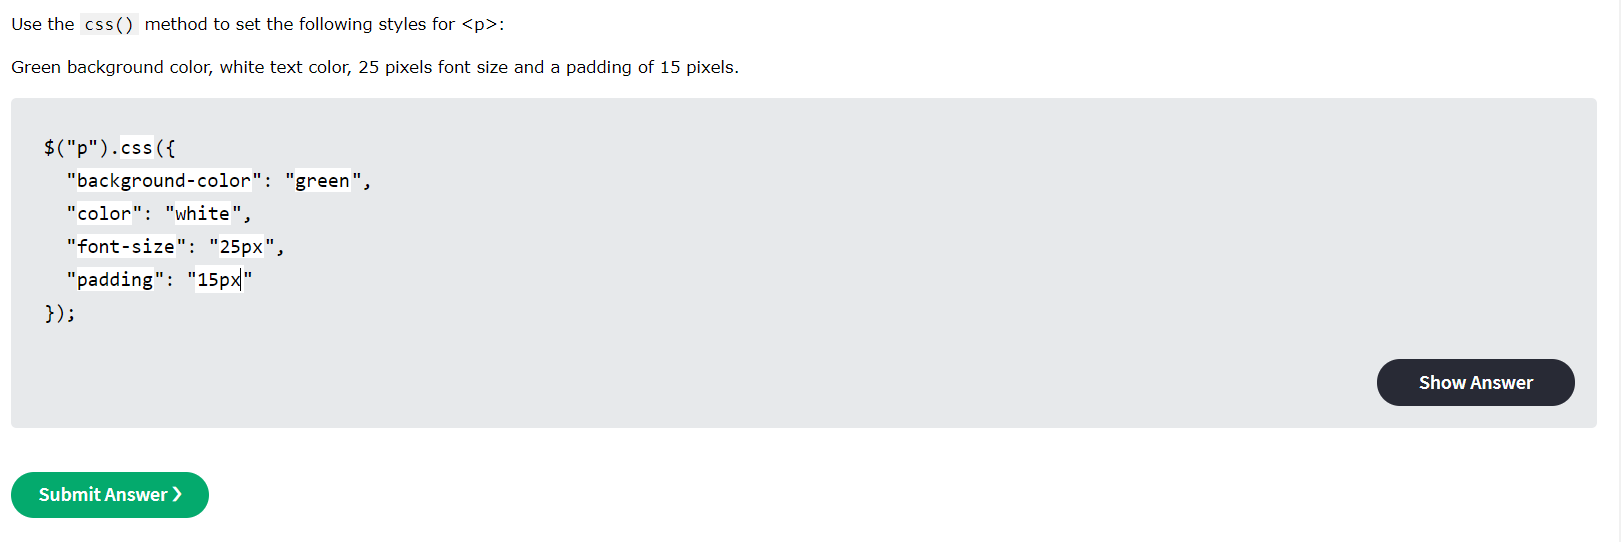 Use the css() method to set the following styles for <p>:
Green background color, white text color, 25 pixels font size and a padding of 15 pixels.
$("p").css({
"background-color": "green",
"color": "white",
"font-size": "25px",
"padding": "15px"
});
Show Answer
Submit Answer ❯